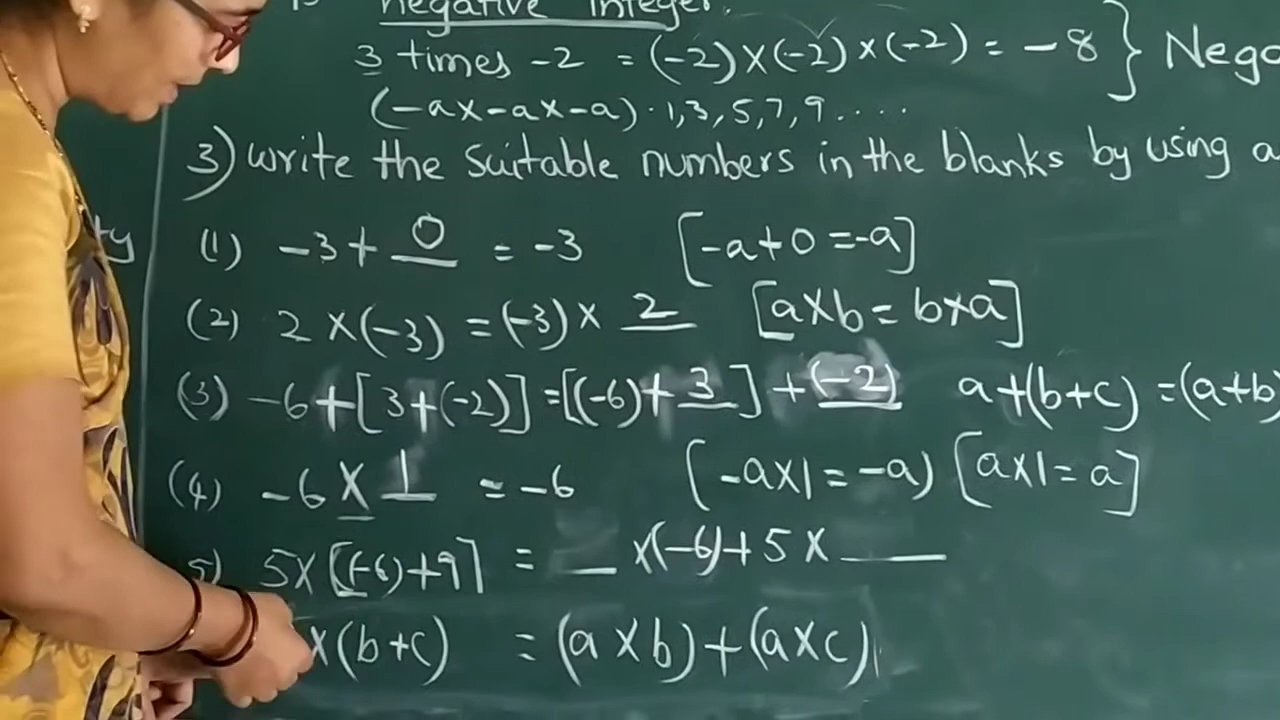 negative integer.
3 times -2 = (-2)×(-2)×(-2) = -8 }
(-a×-a×-a) · 1,3,5,7,9....
3) write the suitable numbers in the blanks by using
(1) -3 + 0 = -3 [-a+0=-a]
(2) 2 ×(-3) = (-3)× 2 [a×b = b×a]
(3) -6+[3+(-2)] =[(-6)+ 3 ] +(-2) a+(b+c) =(a+b)
(4) -6 × 1 = -6 [-a×1 = -a) [a×1 = a]
5) 5×[(-6)+9] = __ ×(-6)+5 × ____
×(b+c) = (a×b)+(a×c)